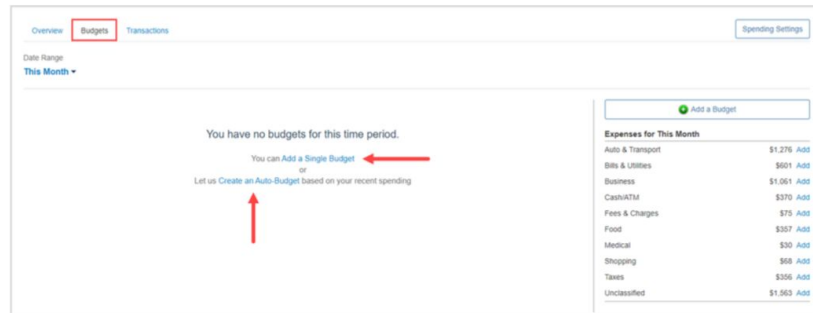 Overview Budgets Transactions Spending Settings
Date Range
This Month
You have no budgets for this time period.
You can Add a Single Budget
or
Let us Create an Auto-Budget based on your recent spending
Add a Budget
Expenses for This Month
Auto & Transport $1,276 Add
Bills & Utilities $601 Add
Business $1,061 Add
Cash/ATM $370 Add
Fees & Charges $75 Add
Food $357 Add
Medical $30 Add
Shopping $68 Add
Taxes $356 Add
Unclassified $1,563 Add